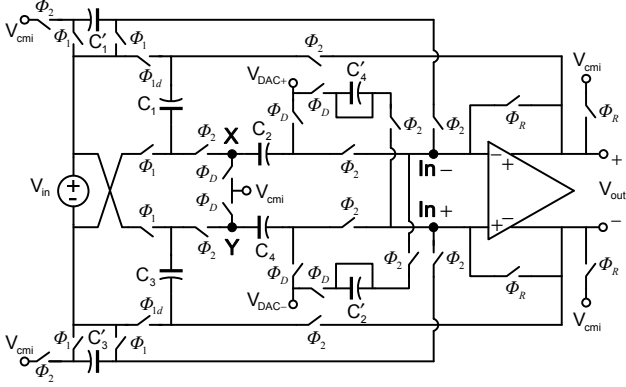 Φ2
Vcmi
Φ1
C′1
Φ1
Φ2
Φ1d
VDAC+
C′4
Vcmi
C1
ΦD
ΦD
Φ2
Φ2
ΦR
ΦR
Φ1
Φ2
X
C2
Φ2
In −
− +
+
Vin
+ −
ΦD
ΦD
Vcmi
Vout
Φ1
Φ2
Y
C4
Φ2
In +
+ −
−
C3
ΦD
ΦD
Φ2
Φ2
ΦR
ΦR
Φ1d
VDAC−
C′2
Vcmi
Φ2
Vcmi
Φ1
C′3
Φ1
Φ2